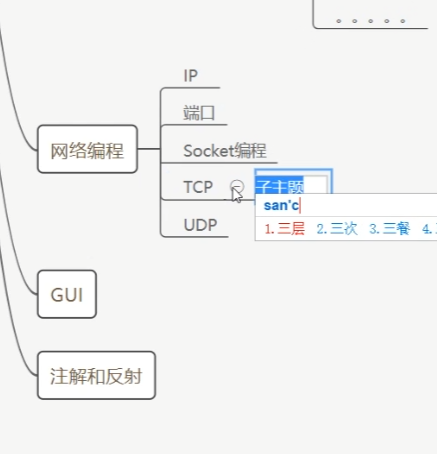 。。。。。
IP
端口
网络编程
Socket编程
TCP
子主题
san'c
1.三层 2.三次 3.三餐 4.
UDP
GUI
注解和反射